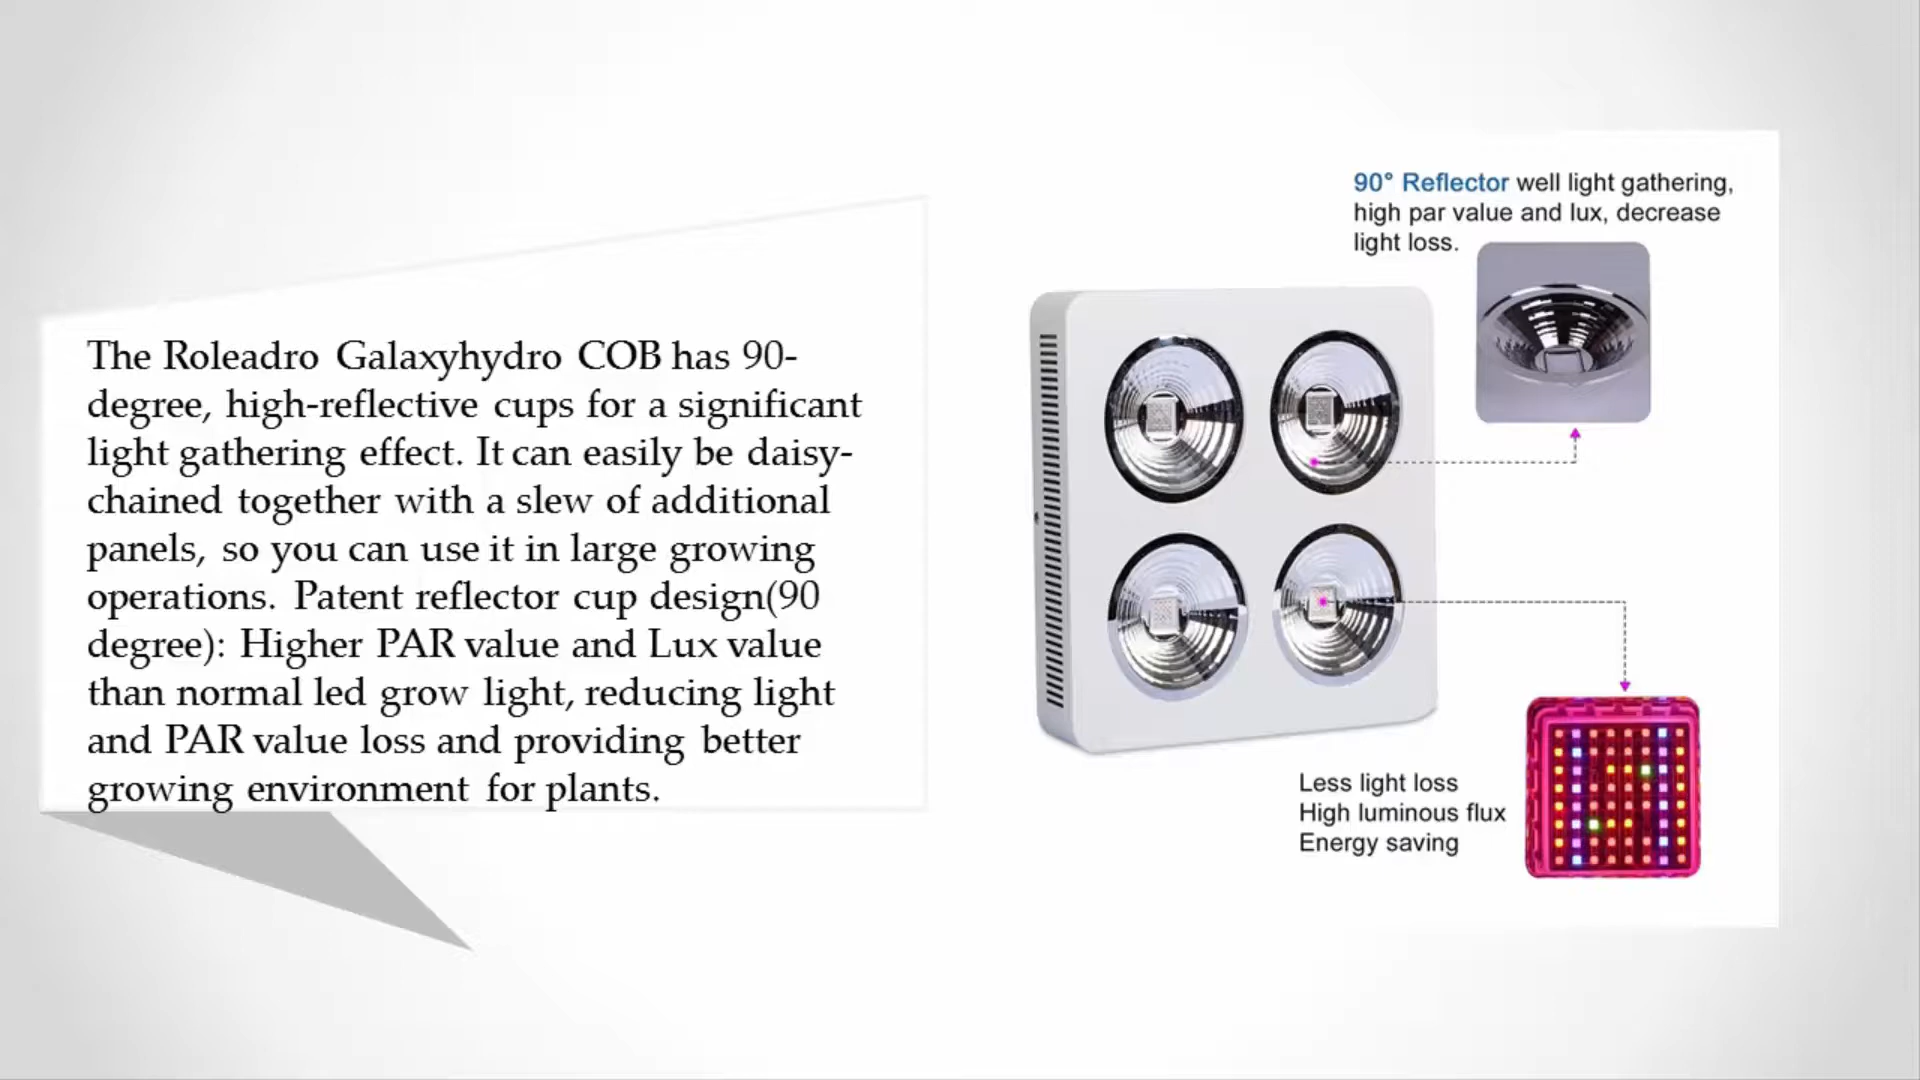 The Roleadro Galaxyhydro COB has 90-
degree, high-reflective cups for a significant
light gathering effect. It can easily be daisy-
chained together with a slew of additional
panels, so you can use it in large growing
operations. Patent reflector cup design(90
degree): Higher PAR value and Lux value
than normal led grow light, reducing light
and PAR value loss and providing better
growing environment for plants.
90° Reflector well light gathering,
high par value and lux, decrease
light loss.
Less light loss
High luminous flux
Energy saving